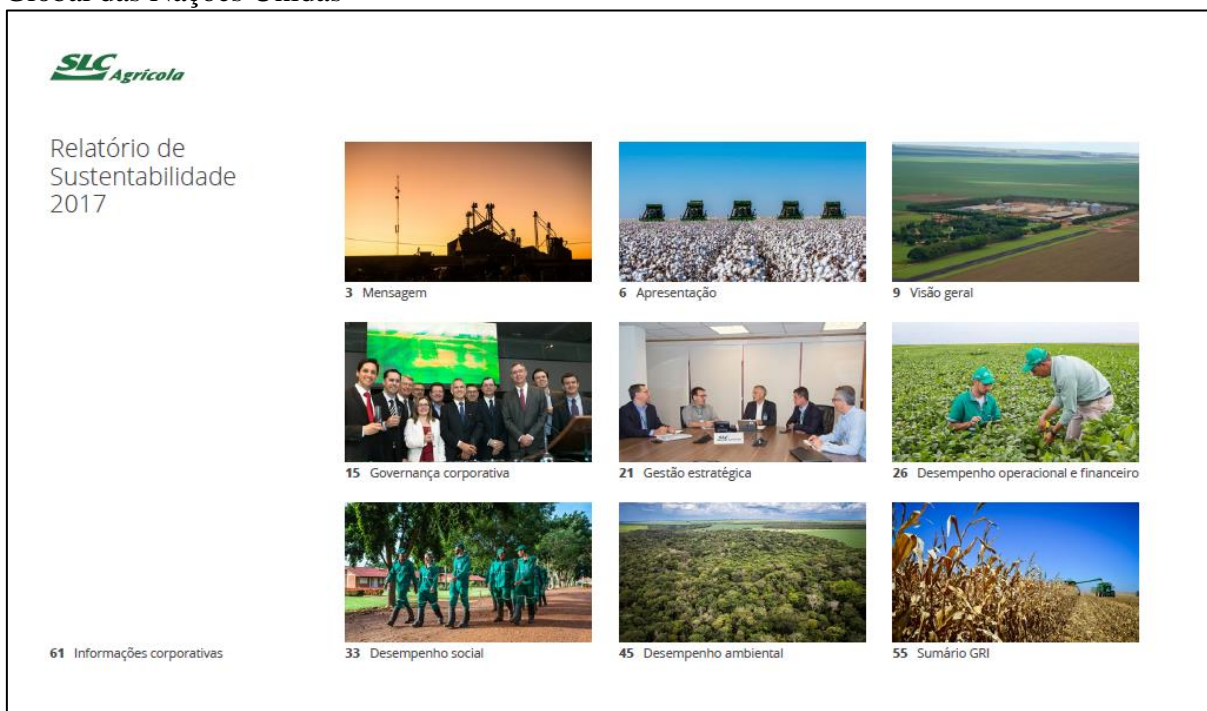 Global das Nações Unidas
SLC Agrícola
Relatório de
Sustentabilidade
2017
3 Mensagem
6 Apresentação
9 Visão geral
15 Governança corporativa
21 Gestão estratégica
26 Desempenho operacional e financeiro
33 Desempenho social
45 Desempenho ambiental
55 Sumário GRI
61 Informações corporativas